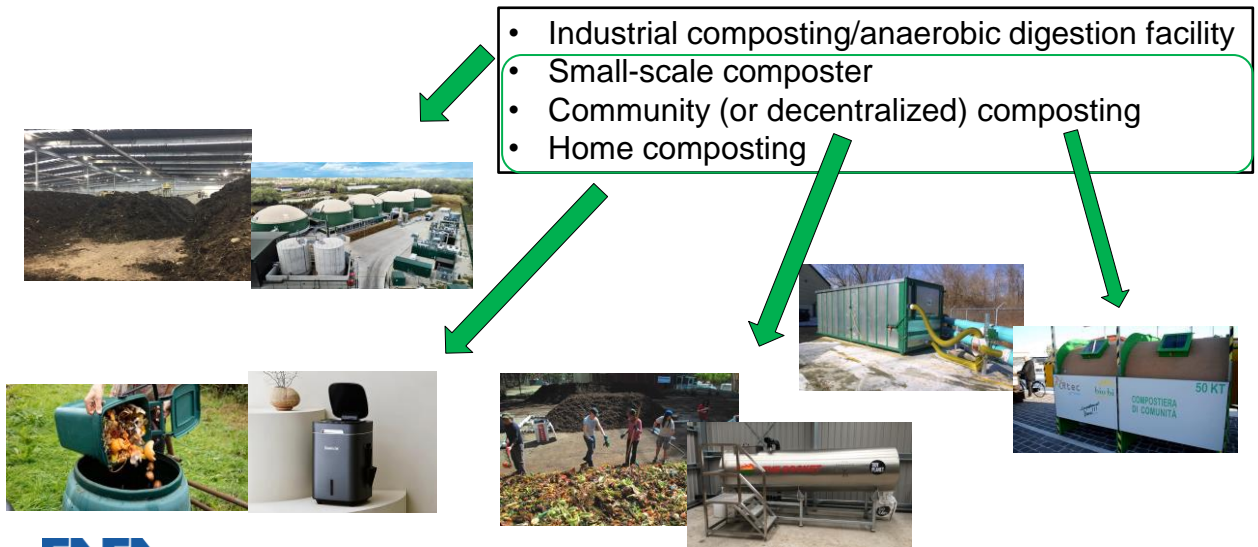 • Industrial composting/anaerobic digestion facility
• Small-scale composter
• Community (or decentralized) composting
• Home composting
50 KT
COMPOSTIERA
DI COMUNITÀ